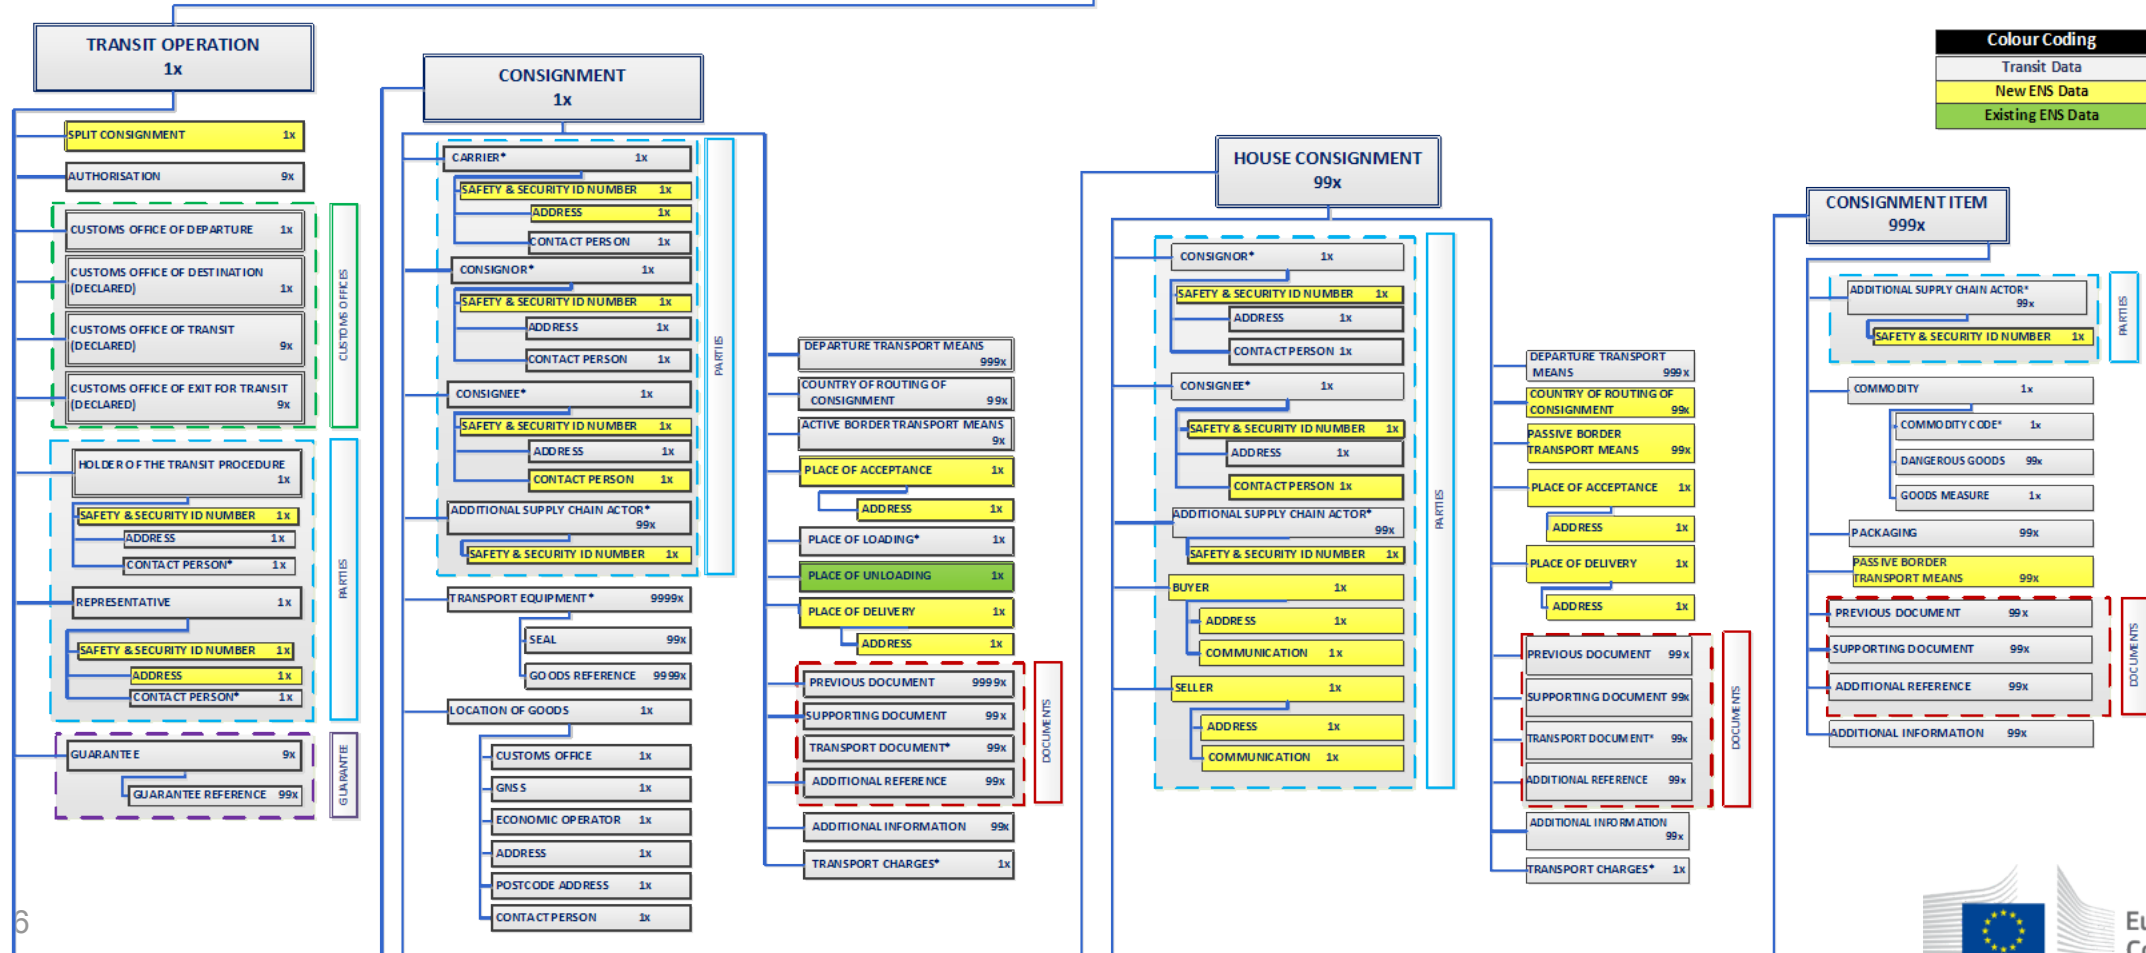 TRANSIT OPERATION
1x
SPLIT CONSIGNMENT 1x
AUTHORISATION 9x
CUSTOMS OFFICE OF DEPARTURE 1x
CUSTOMS OFFICE OF DESTINATION
(DECLARED) 1x
CUSTOMS OFFICE OF TRANSIT
(DECLARED) 9x
CUSTOMS OFFICE OF EXIT FOR TRANSIT
(DECLARED) 9x
CUSTOMS OFFICES
HOLDER OF THE TRANSIT PROCEDURE
1x
SAFETY & SECURITY ID NUMBER 1x
ADDRESS 1x
CONTACT PERSON* 1x
REPRESENTATIVE 1x
SAFETY & SECURITY ID NUMBER 1x
ADDRESS 1x
CONTACT PERSON* 1x
PARTIES
GUARANTEE 9x
GUARANTEE REFERENCE 99x
GUARANTEE
6
CONSIGNMENT
1x
CARRIER* 1x
SAFETY & SECURITY ID NUMBER 1x
ADDRESS 1x
CONTACT PERSON 1x
CONSIGNOR* 1x
SAFETY & SECURITY ID NUMBER 1x
ADDRESS 1x
CONTACT PERSON 1x
CONSIGNEE* 1x
SAFETY & SECURITY ID NUMBER 1x
ADDRESS 1x
CONTACT PERSON 1x
ADDITIONAL SUPPLY CHAIN ACTOR*
99x
SAFETY & SECURITY ID NUMBER 1x
PARTIES
TRANSPORT EQUIPMENT* 9999x
SEAL 99x
GOODS REFERENCE 9999x
LOCATION OF GOODS 1x
CUSTOMS OFFICE 1x
GNSS 1x
ECONOMIC OPERATOR 1x
ADDRESS 1x
POSTCODE ADDRESS 1x
CONTACT PERSON 1x
DEPARTURE TRANSPORT MEANS
999x
COUNTRY OF ROUTING OF
CONSIGNMENT 99x
ACTIVE BORDER TRANSPORT MEANS
9x
PLACE OF ACCEPTANCE 1x
ADDRESS 1x
PLACE OF LOADING* 1x
PLACE OF UNLOADING 1x
PLACE OF DELIVERY 1x
ADDRESS 1x
PREVIOUS DOCUMENT 9999x
SUPPORTING DOCUMENT 99x
TRANSPORT DOCUMENT* 99x
ADDITIONAL REFERENCE 99x
DOCUMENTS
ADDITIONAL INFORMATION 99x
TRANSPORT CHARGES* 1x
HOUSE CONSIGNMENT
99x
CONSIGNOR* 1x
SAFETY & SECURITY ID NUMBER 1x
ADDRESS 1x
CONTACT PERSON 1x
CONSIGNEE* 1x
SAFETY & SECURITY ID NUMBER 1x
ADDRESS 1x
CONTACT PERSON 1x
ADDITIONAL SUPPLY CHAIN ACTOR*
99x
SAFETY & SECURITY ID NUMBER 1x
BUYER 1x
ADDRESS 1x
COMMUNICATION 1x
SELLER 1x
ADDRESS 1x
COMMUNICATION 1x
PARTIES
DEPARTURE TRANSPORT
MEANS 999x
COUNTRY OF ROUTING OF
CONSIGNMENT 99x
PASSIVE BORDER
TRANSPORT MEANS 99x
PLACE OF ACCEPTANCE 1x
ADDRESS 1x
PLACE OF DELIVERY 1x
ADDRESS 1x
PREVIOUS DOCUMENT 99x
SUPPORTING DOCUMENT 99x
TRANSPORT DOCUMENT* 99x
ADDITIONAL REFERENCE 99x
DOCUMENTS
ADDITIONAL INFORMATION
99x
TRANSPORT CHARGES* 1x
Colour Coding
Transit Data
New ENS Data
Existing ENS Data
CONSIGNMENT ITEM
999x
ADDITIONAL SUPPLY CHAIN ACTOR*
99x
SAFETY & SECURITY ID NUMBER 1x
PARTIES
COMMODITY 1x
COMMODITY CODE* 1x
DANGEROUS GOODS 99x
GOODS MEASURE 1x
PACKAGING 99x
PASSIVE BORDER
TRANSPORT MEANS 99x
PREVIOUS DOCUMENT 99x
SUPPORTING DOCUMENT 99x
ADDITIONAL REFERENCE 99x
DOCUMENTS
ADDITIONAL INFORMATION 99x